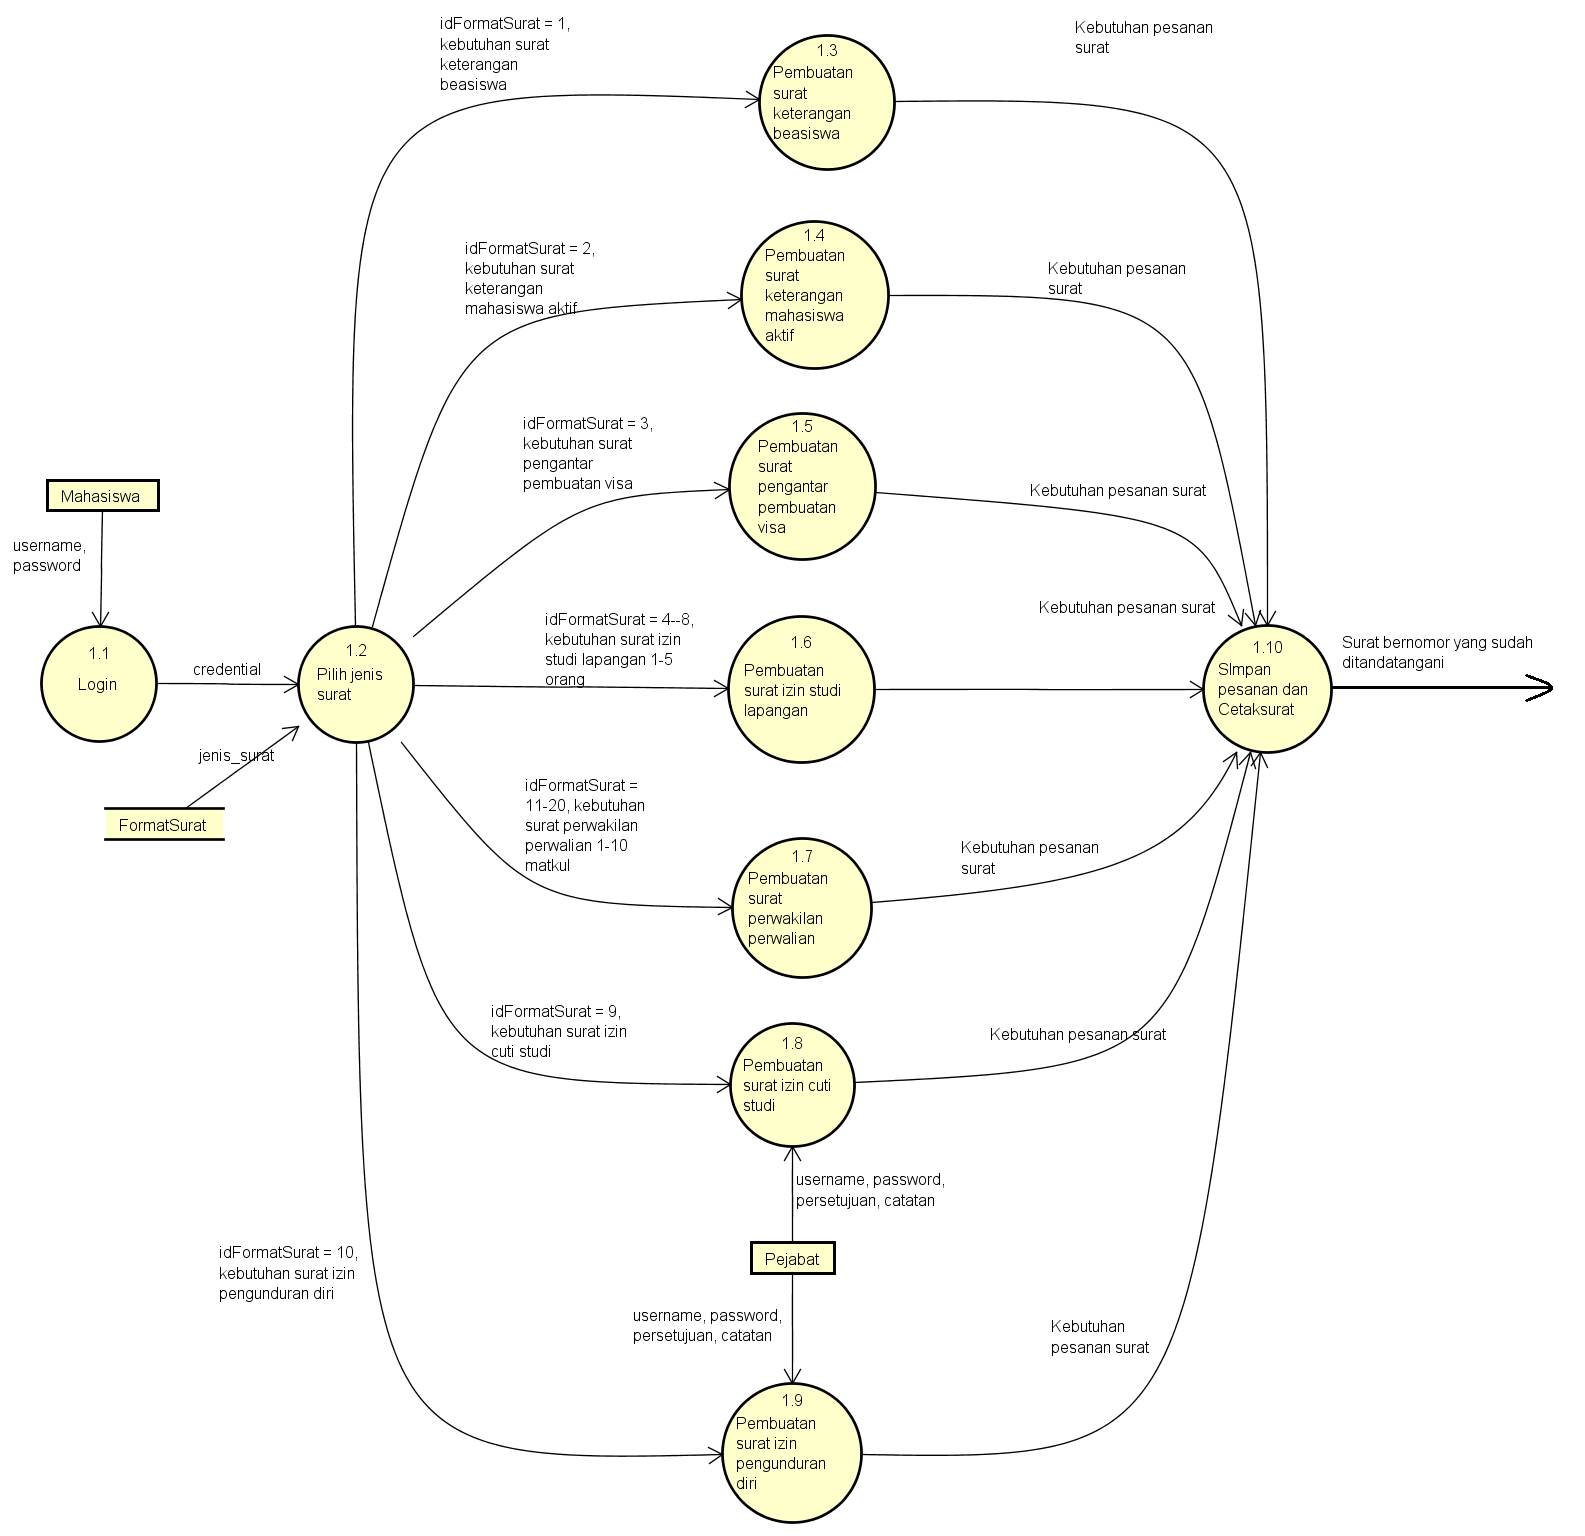 idFormatSurat = 1,
kebutuhan surat
keterangan
beasiswa
1.3
Pembuatan
surat
keterangan
beasiswa
Kebutuhan pesanan
surat
idFormatSurat = 2,
kebutuhan surat
keterangan
mahasiswa aktif
1.4
Pembuatan
surat
keterangan
mahasiswa
aktif
Kebutuhan pesanan
surat
idFormatSurat = 3,
kebutuhan surat
pengantar
pembuatan visa
1.5
Pembuatan
surat
pengantar
pembuatan
visa
Kebutuhan pesanan surat
Mahasiswa
username,
password
1.1
Login
credential
1.2
Pilih jenis
surat
jenis_surat
FormatSurat
idFormatSurat = 4--8,
kebutuhan surat izin
studi lapangan 1-5
orang
1.6
Pembuatan
surat izin studi
lapangan
Kebutuhan pesanan surat
1.10
SImpan
pesanan dan
Cetaksurat
Surat bernomor yang sudah
ditandatangani
idFormatSurat =
11-20, kebutuhan
surat perwakilan
perwalian 1-10
matkul
1.7
Pembuatan
surat
perwakilan
perwalian
Kebutuhan pesanan
surat
idFormatSurat = 9,
kebutuhan surat izin
cuti studi
1.8
Pembuatan
surat izin cuti
studi
Kebutuhan pesanan surat
username, password,
persetujuan, catatan
Pejabat
username, password,
persetujuan, catatan
idFormatSurat = 10,
kebutuhan surat izin
pengunduran diri
1.9
Pembuatan
surat izin
pengunduran
diri
Kebutuhan
pesanan surat